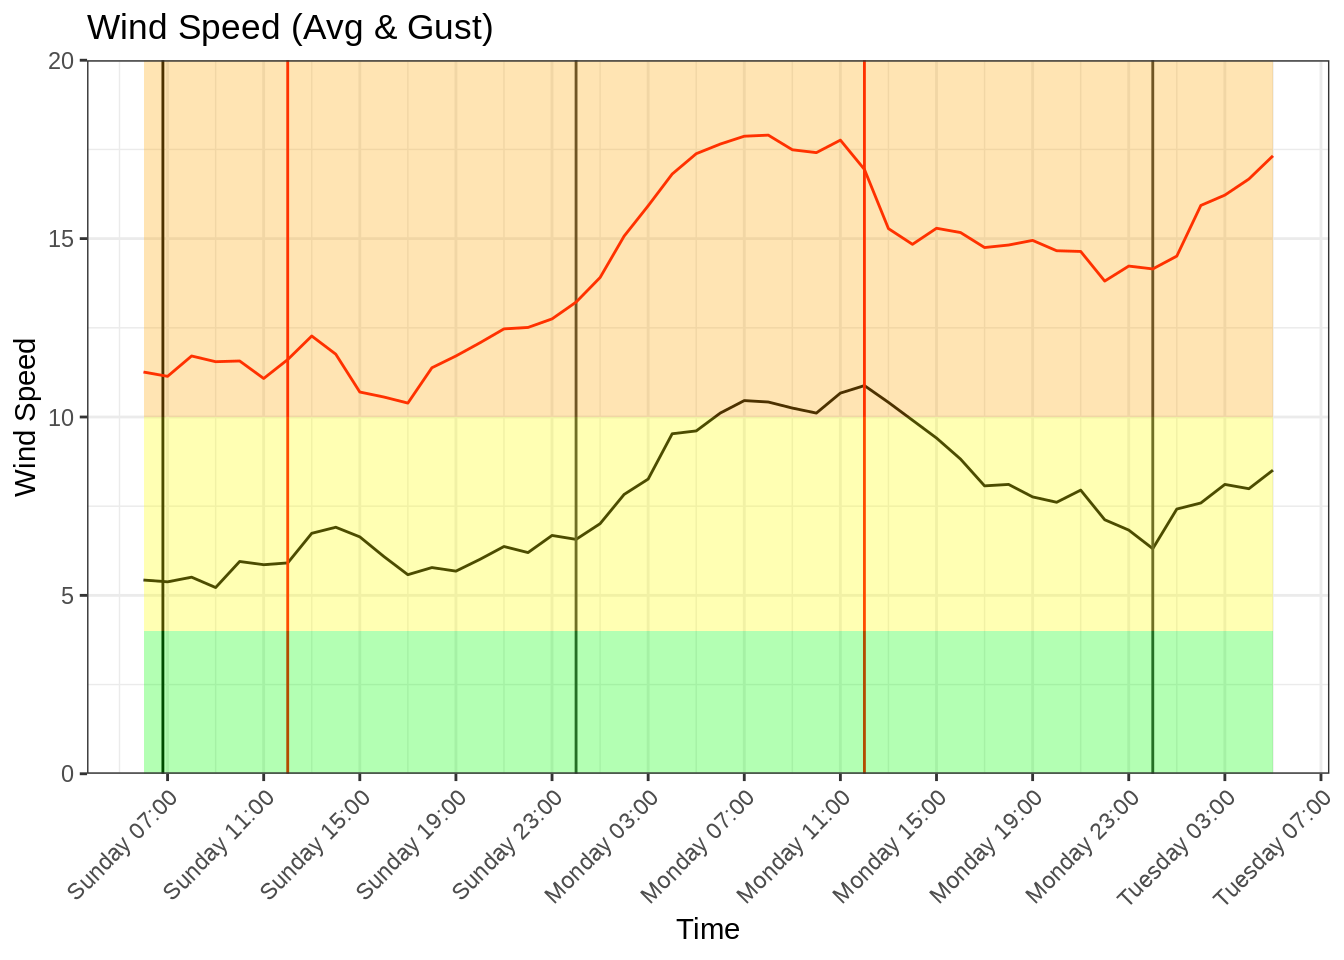 Wind Speed (Avg & Gust)
20
15
10
5
0
Wind Speed
Sunday 07:00
Sunday 11:00
Sunday 15:00
Sunday 19:00
Sunday 23:00
Monday 03:00
Monday 07:00
Monday 11:00
Monday 15:00
Monday 19:00
Monday 23:00
Tuesday 03:00
Tuesday 07:00
Time